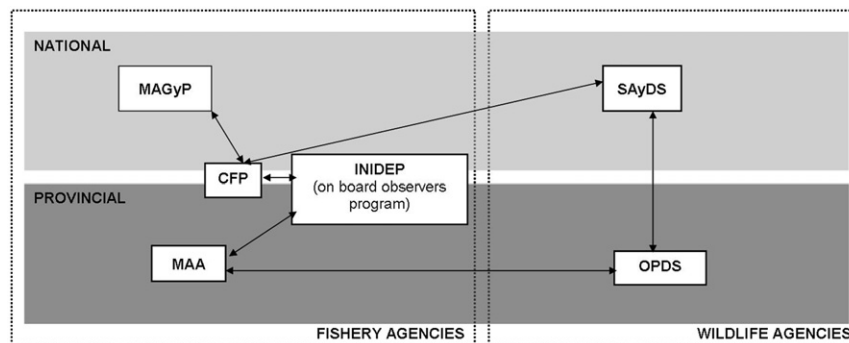 NATIONAL
MAGyP
SAyDS
CFP
INIDEP
(on board observers
program)
PROVINCIAL
MAA
OPDS
FISHERY AGENCIES
WILDLIFE AGENCIES